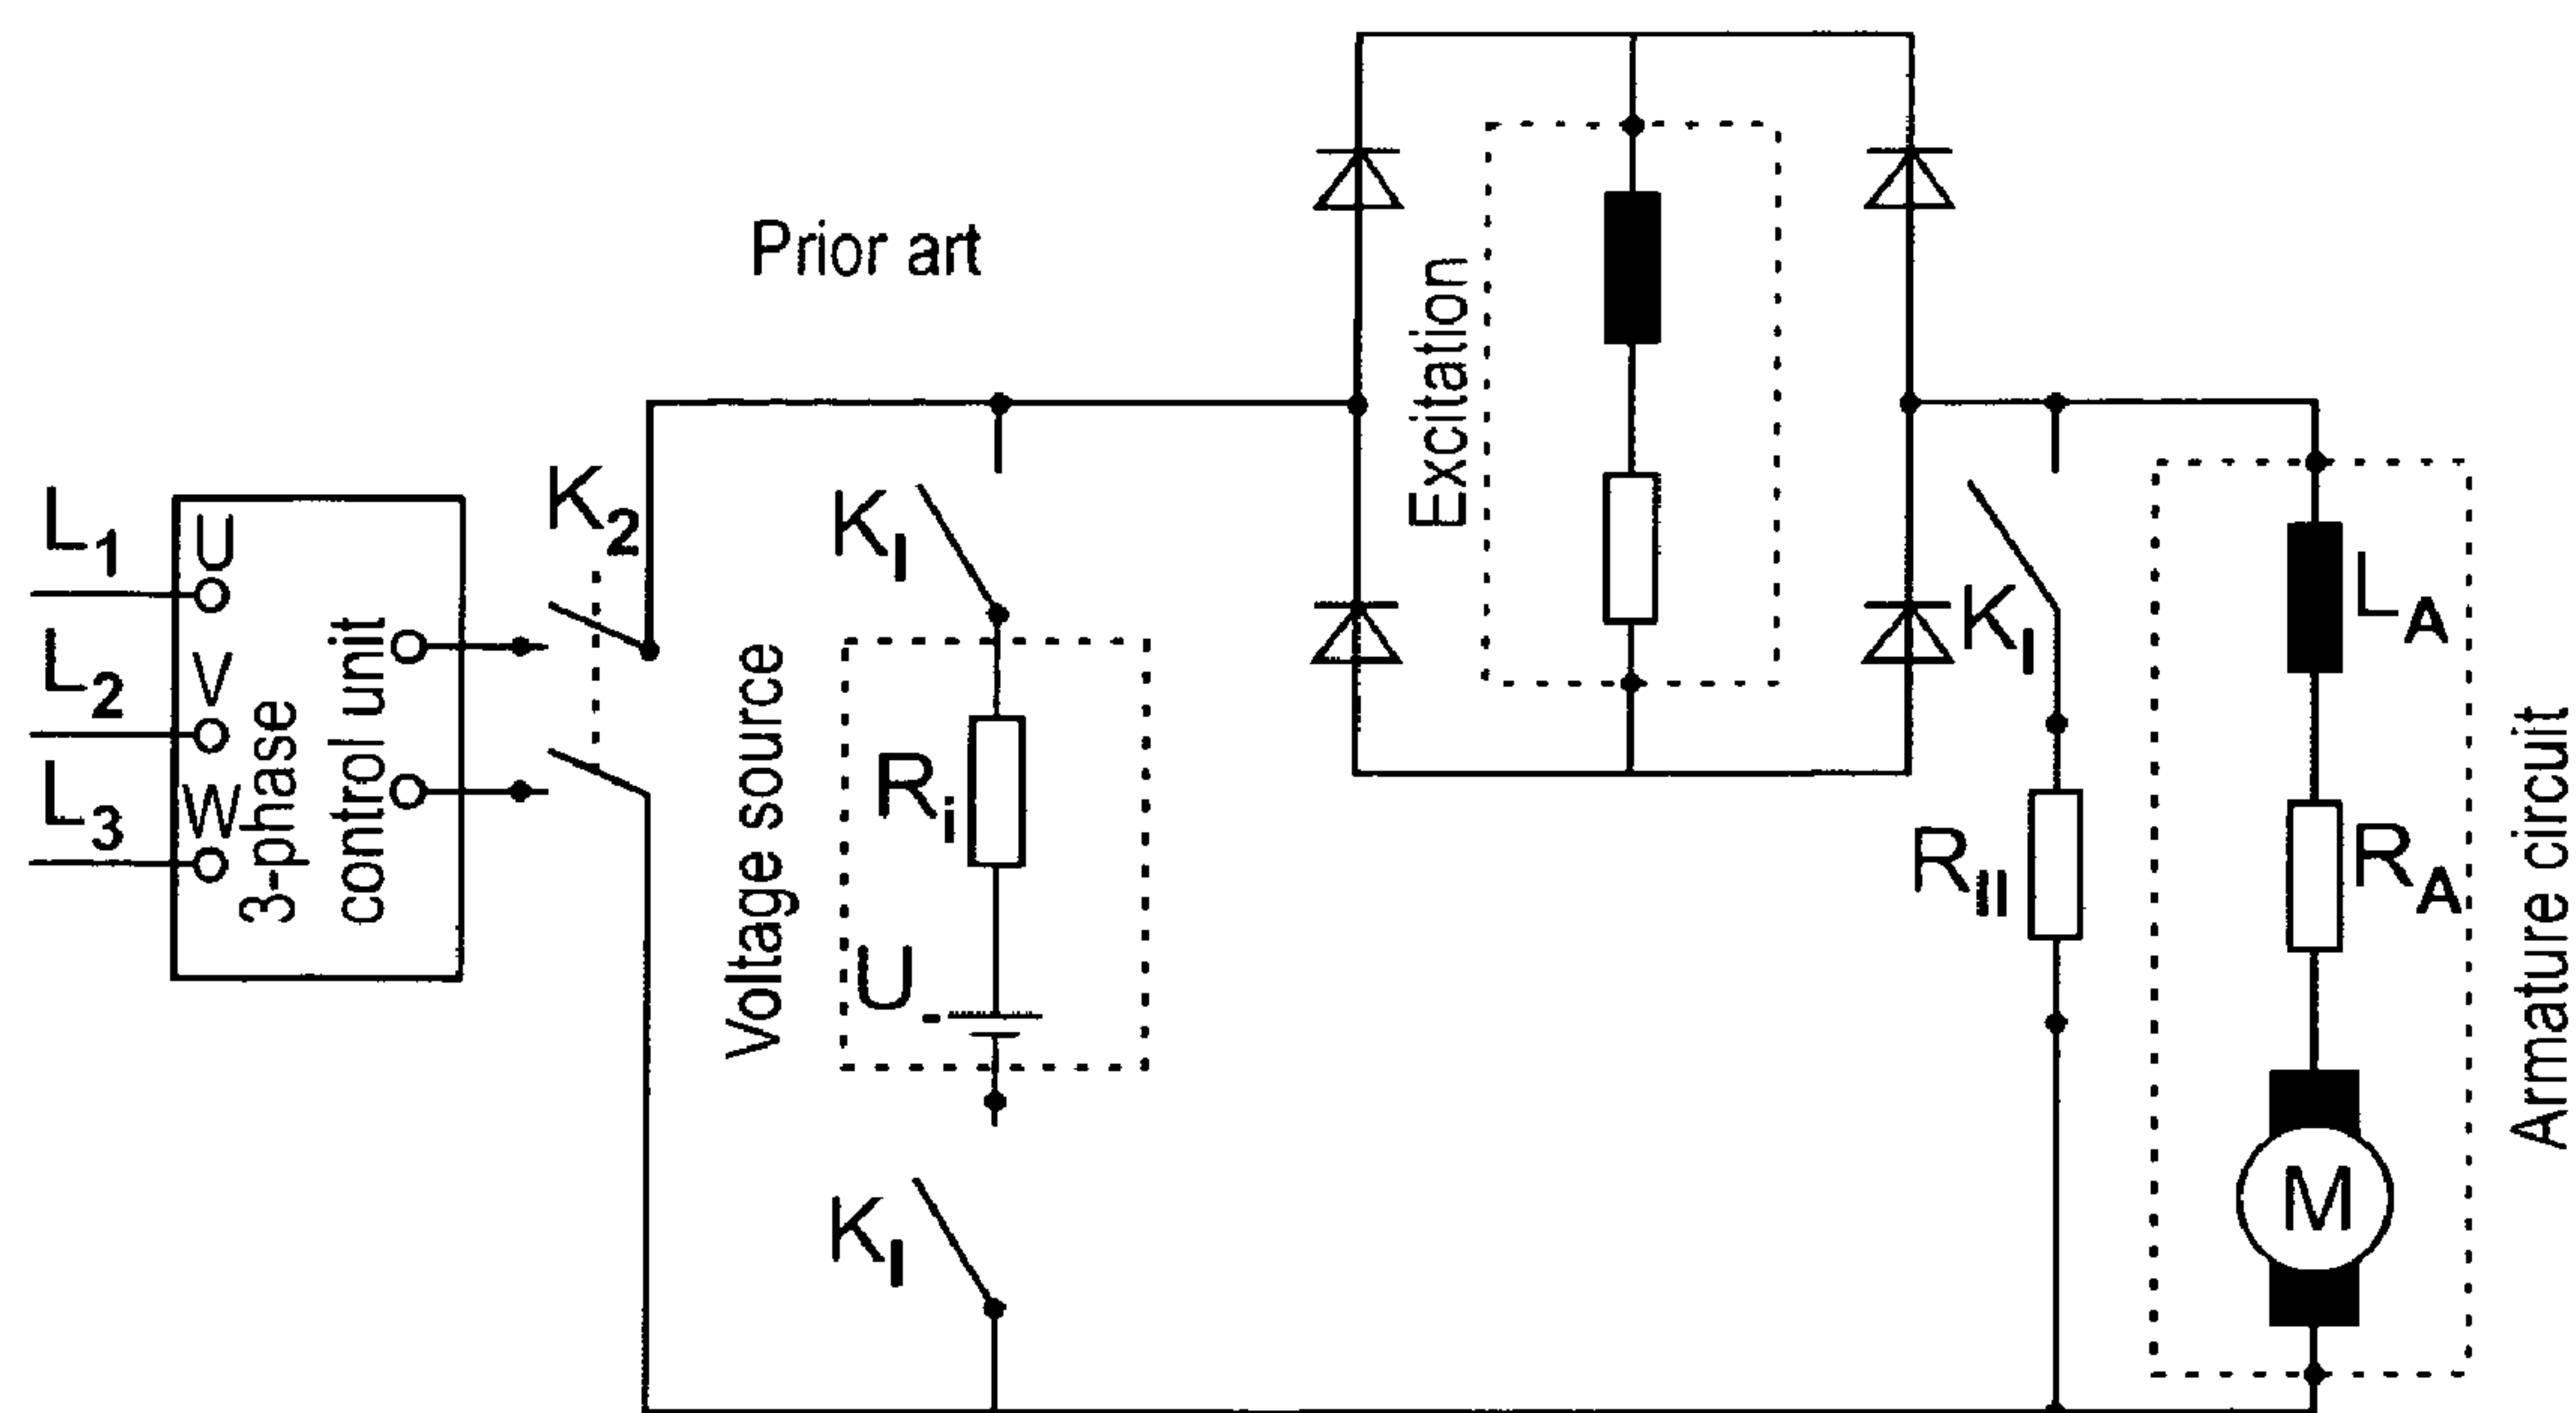 Prior art
Excitation
L1
L2
L3
U
V
W
3-phase
control unit
K2
KI
Voltage source
Ri
U-
KI
KI
RII
LA
RA
M
Armature circuit